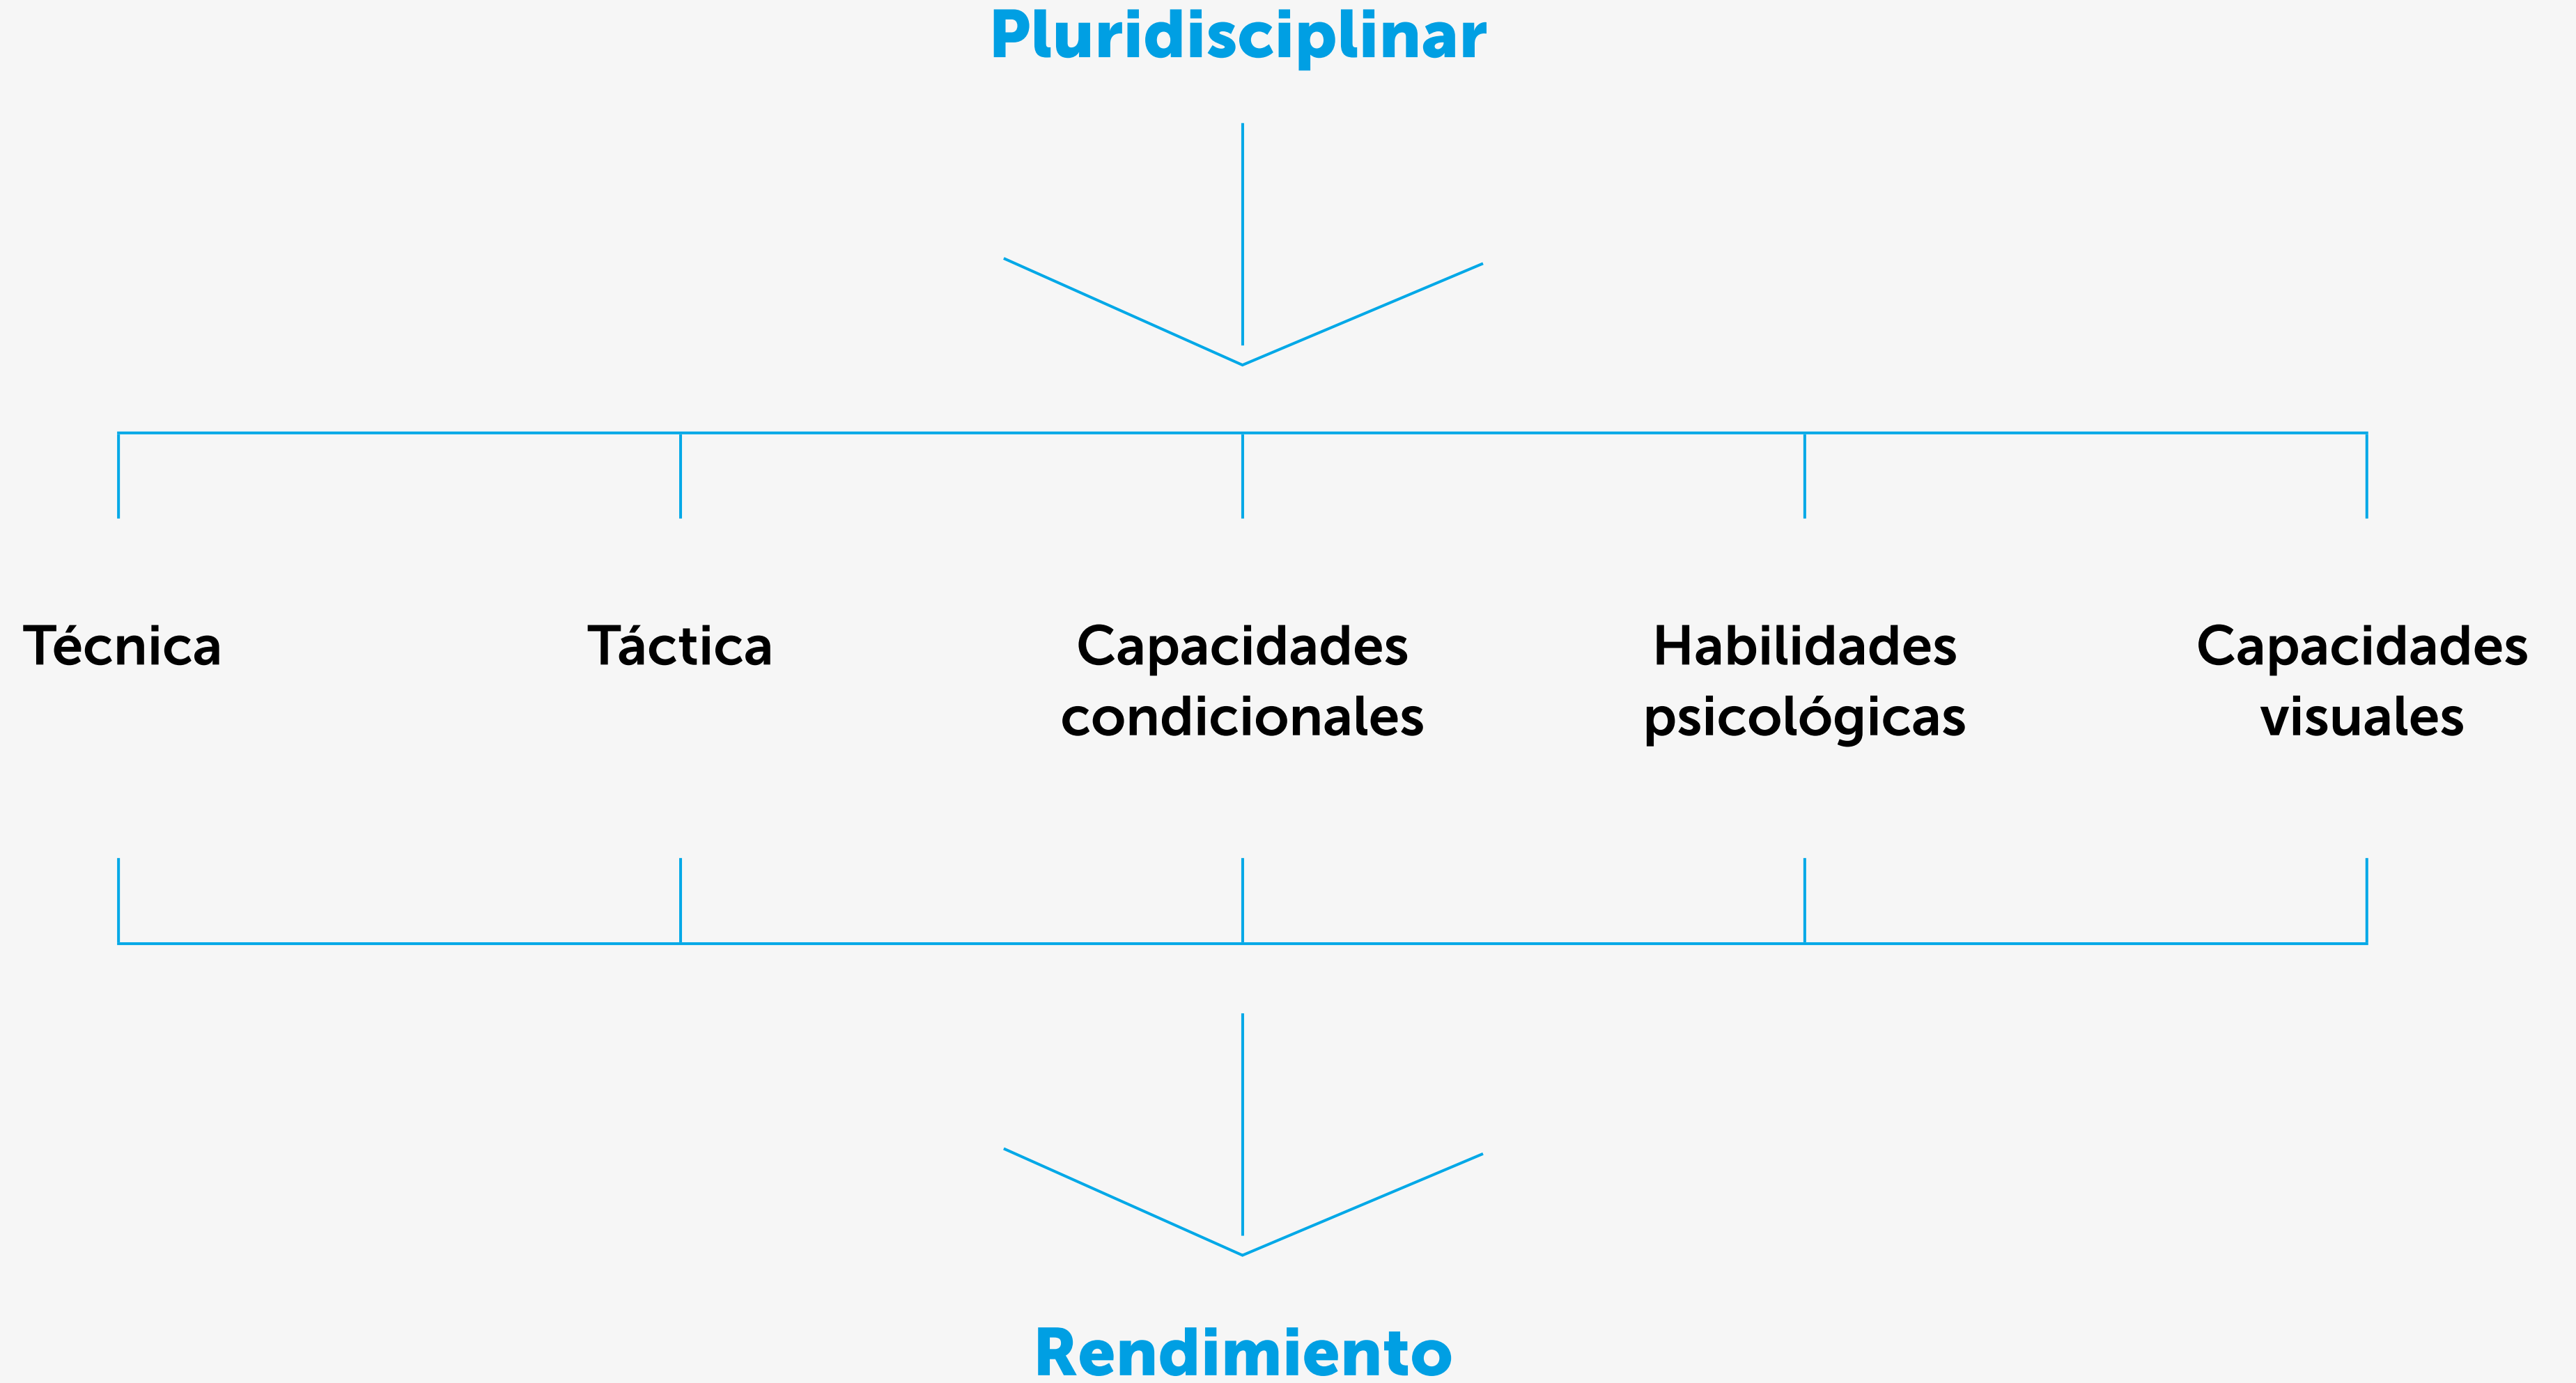 Pluridisciplinar
Técnica
Táctica
Capacidades
condicionales
Habilidades
psicológicas
Capacidades
visuales
Rendimiento